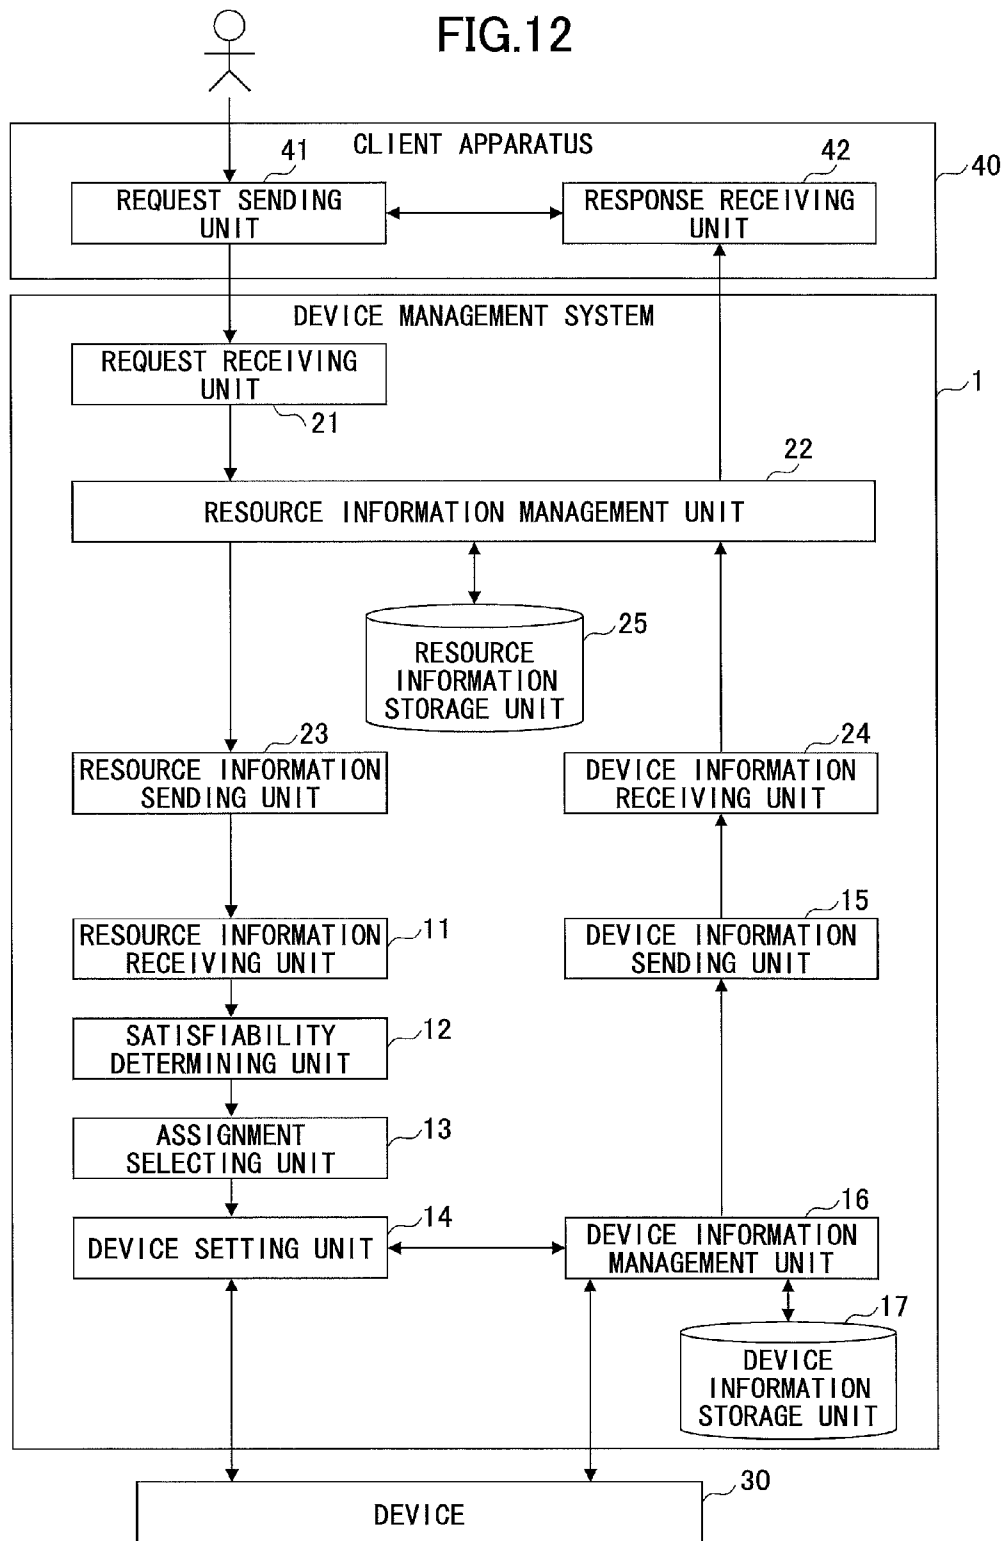 FIG.12
CLIENT APPARATUS
40
41
REQUEST SENDING
UNIT
42
RESPONSE RECEIVING
UNIT
DEVICE MANAGEMENT SYSTEM
1
REQUEST RECEIVING
UNIT
21
22
RESOURCE INFORMATION MANAGEMENT UNIT
25
RESOURCE
INFORMATION
STORAGE UNIT
23
RESOURCE INFORMATION
SENDING UNIT
24
DEVICE INFORMATION
RECEIVING UNIT
RESOURCE INFORMATION
RECEIVING UNIT
11
15
DEVICE INFORMATION
SENDING UNIT
SATISFIABILITY
DETERMINING UNIT
12
ASSIGNMENT
SELECTING UNIT
13
DEVICE SETTING UNIT
14
16
DEVICE INFORMATION
MANAGEMENT UNIT
17
DEVICE
INFORMATION
STORAGE UNIT
DEVICE
30